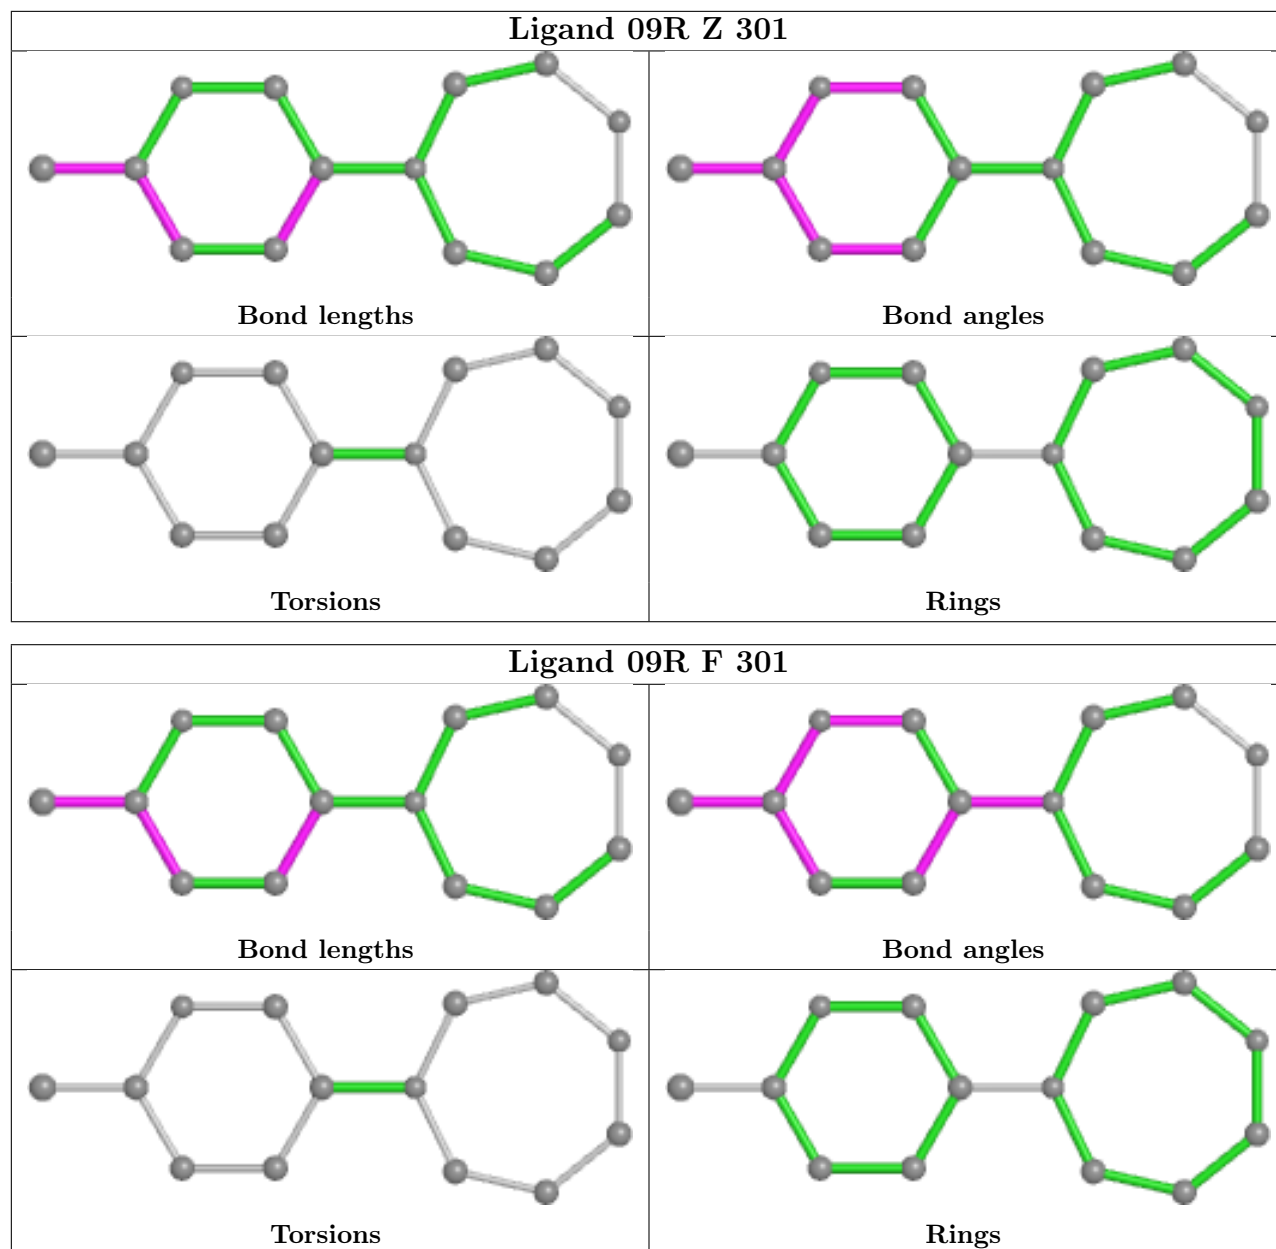 Ligand 09R Z 301
Bond lengths
Bond angles
Torsions
Rings
Ligand 09R F 301
Bond lengths
Bond angles
Torsions
Rings